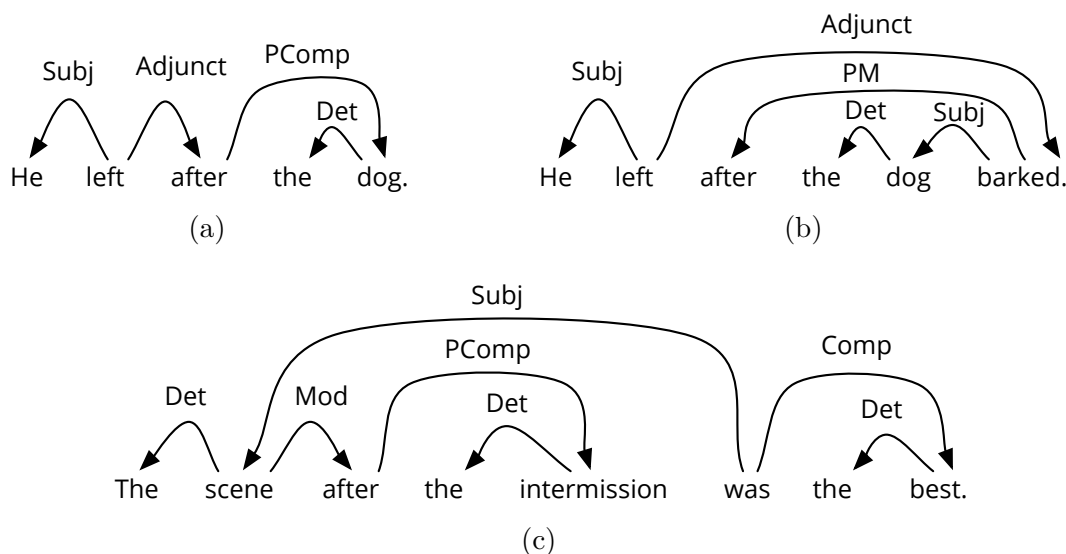 Subj Adjunct PComp
Det
He left after the dog.
(a)
Adjunct
Subj PM
Det Subj
He left after the dog barked.
(b)
Subj
PComp Comp
Det Mod Det Det
The scene after the intermission was the best.
(c)